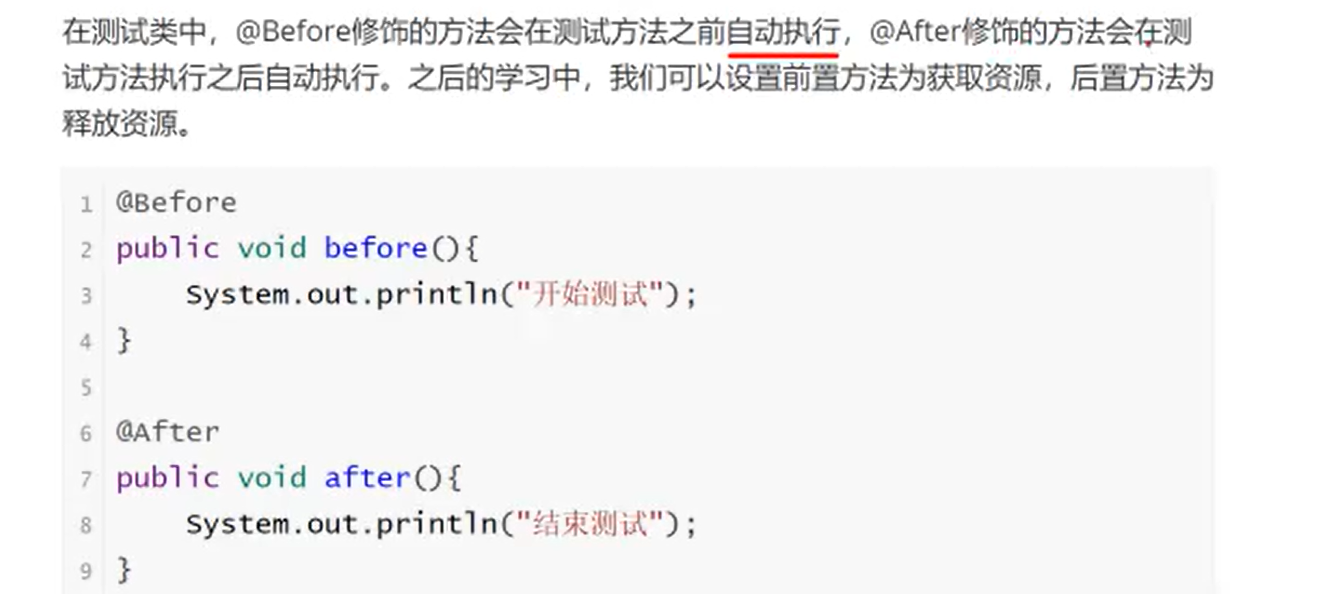 在测试类中，@Before修饰的方法会在测试方法之前自动执行，@After修饰的方法会在测
试方法执行之后自动执行。之后的学习中，我们可以设置前置方法为获取资源，后置方法为
释放资源。
1 @Before
2 public void before(){
3     System.out.println("开始测试");
4 }
5
6 @After
7 public void after(){
8     System.out.println("结束测试");
9 }